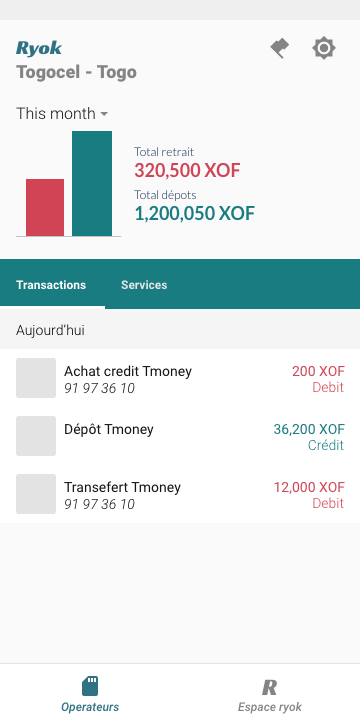 Ryok
Togocel - Togo
This month
Total retrait
320,500 XOF
Total dépots
1,200,050 XOF
Transactions
Services
Aujourd'hui
Achat credit Tmoney
200 XOF
91 97 36 10
Debit
Dépôt Tmoney
36,200 XOF
Crédit
Transefert Tmoney
12,000 XOF
91 97 36 10
Debit
R
Operateurs
Espace ryok